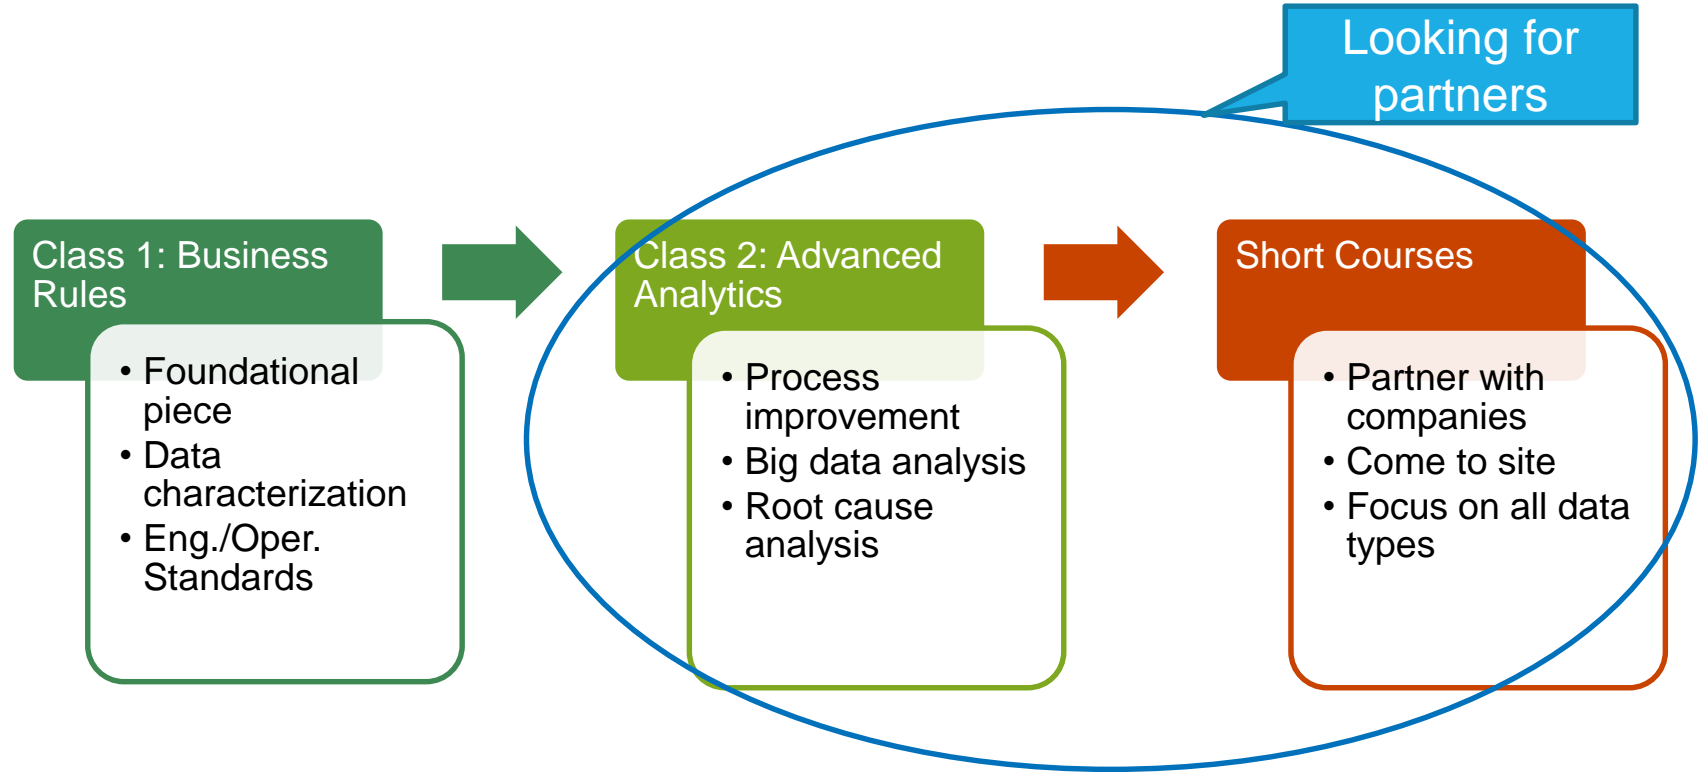 Looking for
partners
Class 1: Business
Rules
• Foundational
piece
• Data
characterization
• Eng./Oper.
Standards
Class 2: Advanced
Analytics
• Process
improvement
• Big data analysis
• Root cause
analysis
Short Courses
• Partner with
companies
• Come to site
• Focus on all data
types